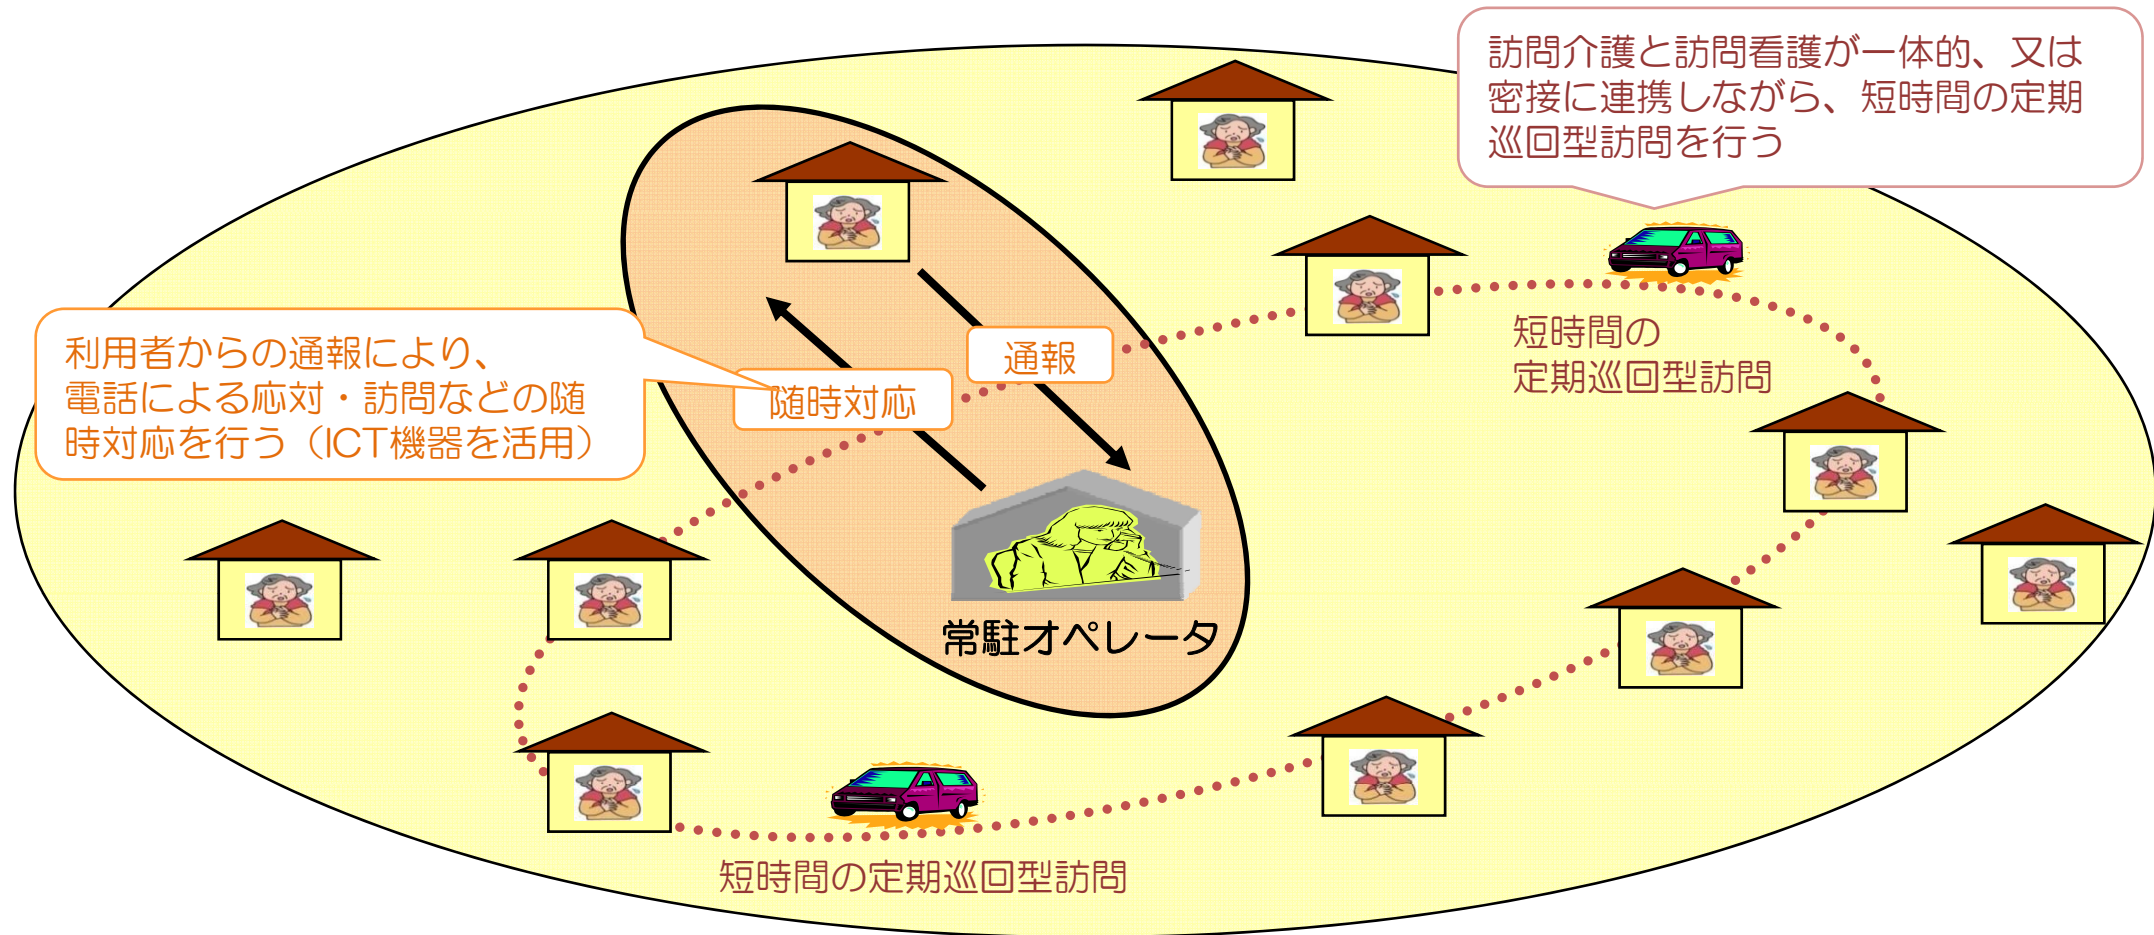 訪問介護と訪問看護が一体的、又は
密接に連携しながら、短時間の定期
巡回型訪問を行う
利用者からの通報により、
電話による応対・訪問などの随
時対応を行う（ICT機器を活用）
通報
随時対応
短時間の
定期巡回型訪問
常駐オペレータ
短時間の定期巡回型訪問